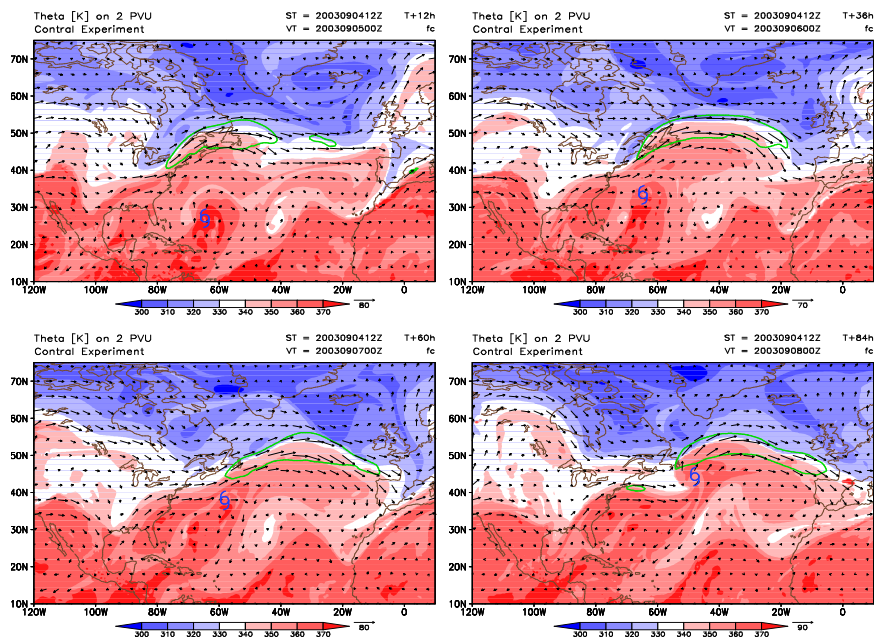 Theta [K] on 2 PVU ST = 2003090412Z T+12h
Contral Experiment VT = 2003090500Z fc
70N
60N
50N
40N
30N
20N
10N
120W 100W 80W 60W 40W 20W 0
300 310 320 330 340 350 360 370 80
Theta [K] on 2 PVU ST = 2003090412Z T+36h
Contral Experiment VT = 2003090600Z fc
70N
60N
50N
40N
30N
20N
10N
120W 100W 80W 60W 40W 20W 0
300 310 320 330 340 350 360 370 70
Theta [K] on 2 PVU ST = 2003090412Z T+60h
Contral Experiment VT = 2003090700Z fc
70N
60N
50N
40N
30N
20N
10N
120W 100W 80W 60W 40W 20W 0
300 310 320 330 340 350 360 370 80
Theta [K] on 2 PVU ST = 2003090412Z T+84h
Contral Experiment VT = 2003090800Z fc
70N
60N
50N
40N
30N
20N
10N
120W 100W 80W 60W 40W 20W 0
300 310 320 330 340 350 360 370 90